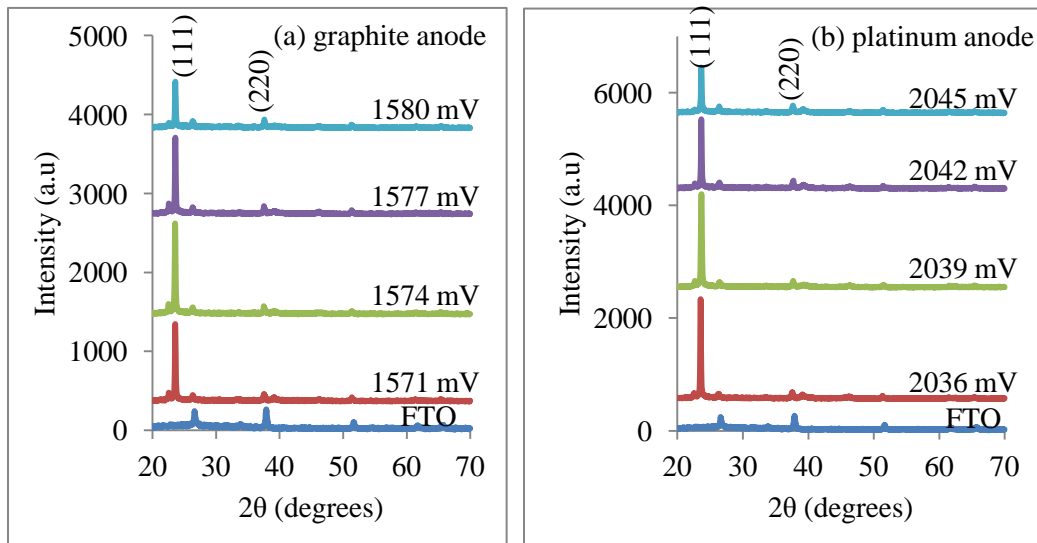 (a) graphite anode
5000
4000
3000
2000
1000
0
Intensity (a.u)
(111)
(220)
1580 mV
1577 mV
1574 mV
1571 mV
FTO
20 30 40 50 60 70
2θ (degrees)
(b) platinum anode
6000
4000
2000
0
Intensity (a.u)
(111)
(220)
2045 mV
2042 mV
2039 mV
2036 mV
FTO
20 30 40 50 60 70
2θ (degrees)